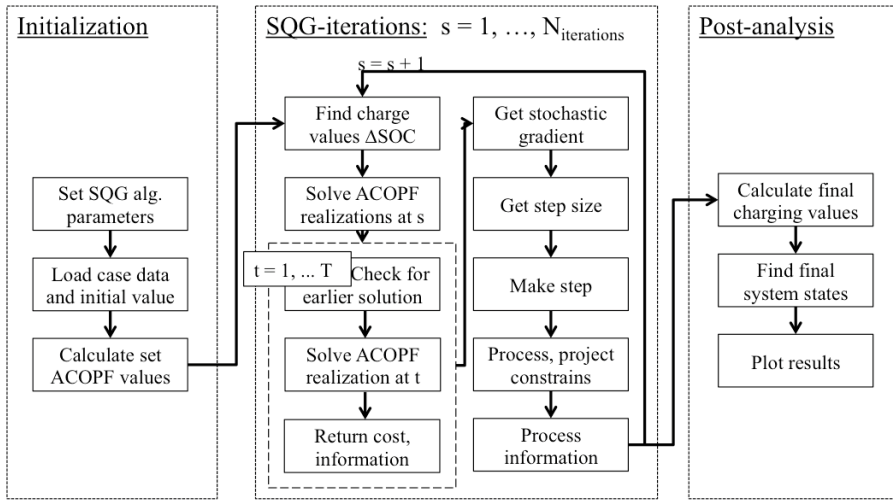 Initialization
Set SQG alg.
parameters
Load case data
and initial value
Calculate set
ACOPF values
SQG-iterations: s = 1, …, N_iterations
s = s + 1
Find charge
values ΔSOC
Solve ACOPF
realizations at s
t = 1, ... T
Check for
earlier solution
Solve ACOPF
realization at t
Return cost,
information
Get stochastic
gradient
Get step size
Make step
Process, project
constrains
Process
information
Post-analysis
Calculate final
charging values
Find final
system states
Plot results